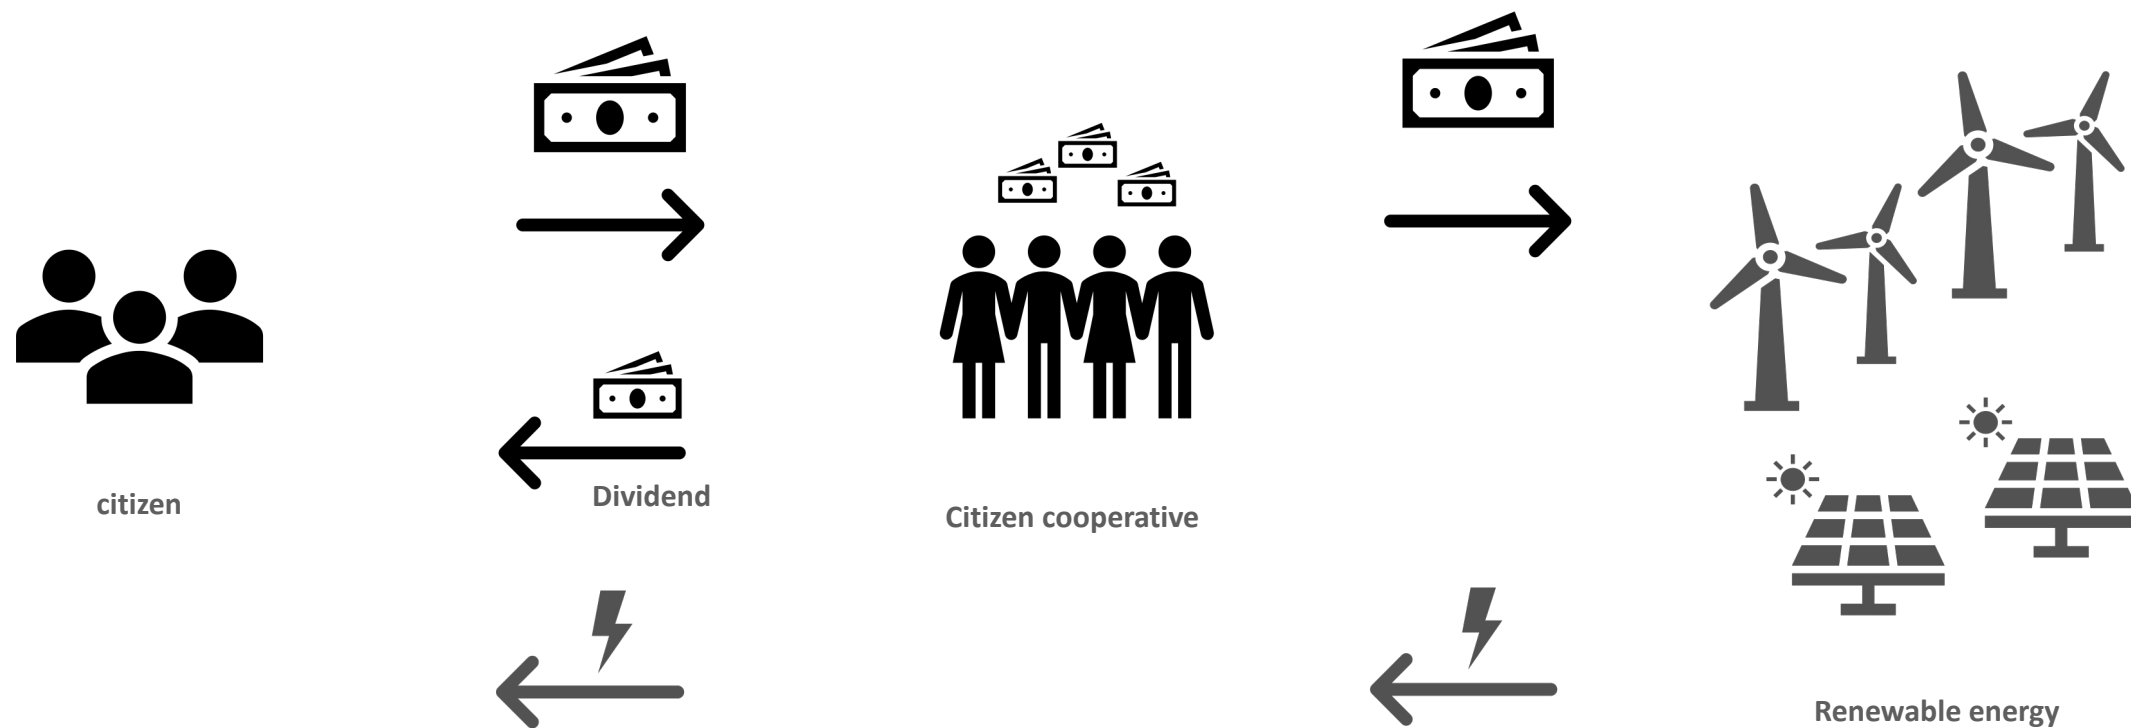 citizen
Dividend
Citizen cooperative
Renewable energy